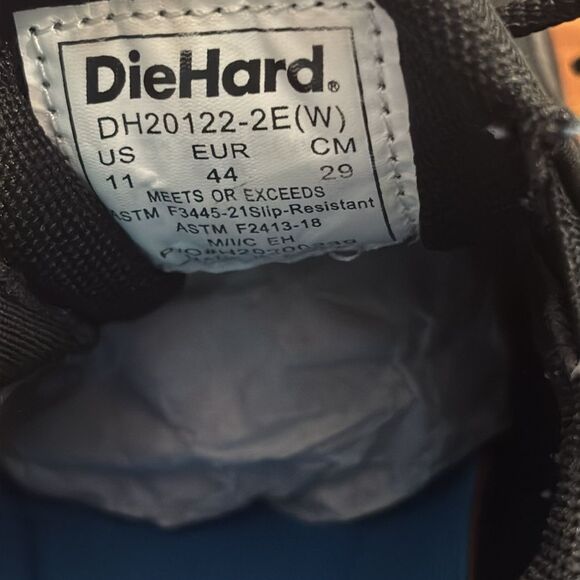 DieHard®
DH20122-2E(W)
US EUR CM
11 44 29
MEETS OR EXCEEDS
ASTM F3445-21Slip-Resistant
ASTM F2413-18
M/I/C EH